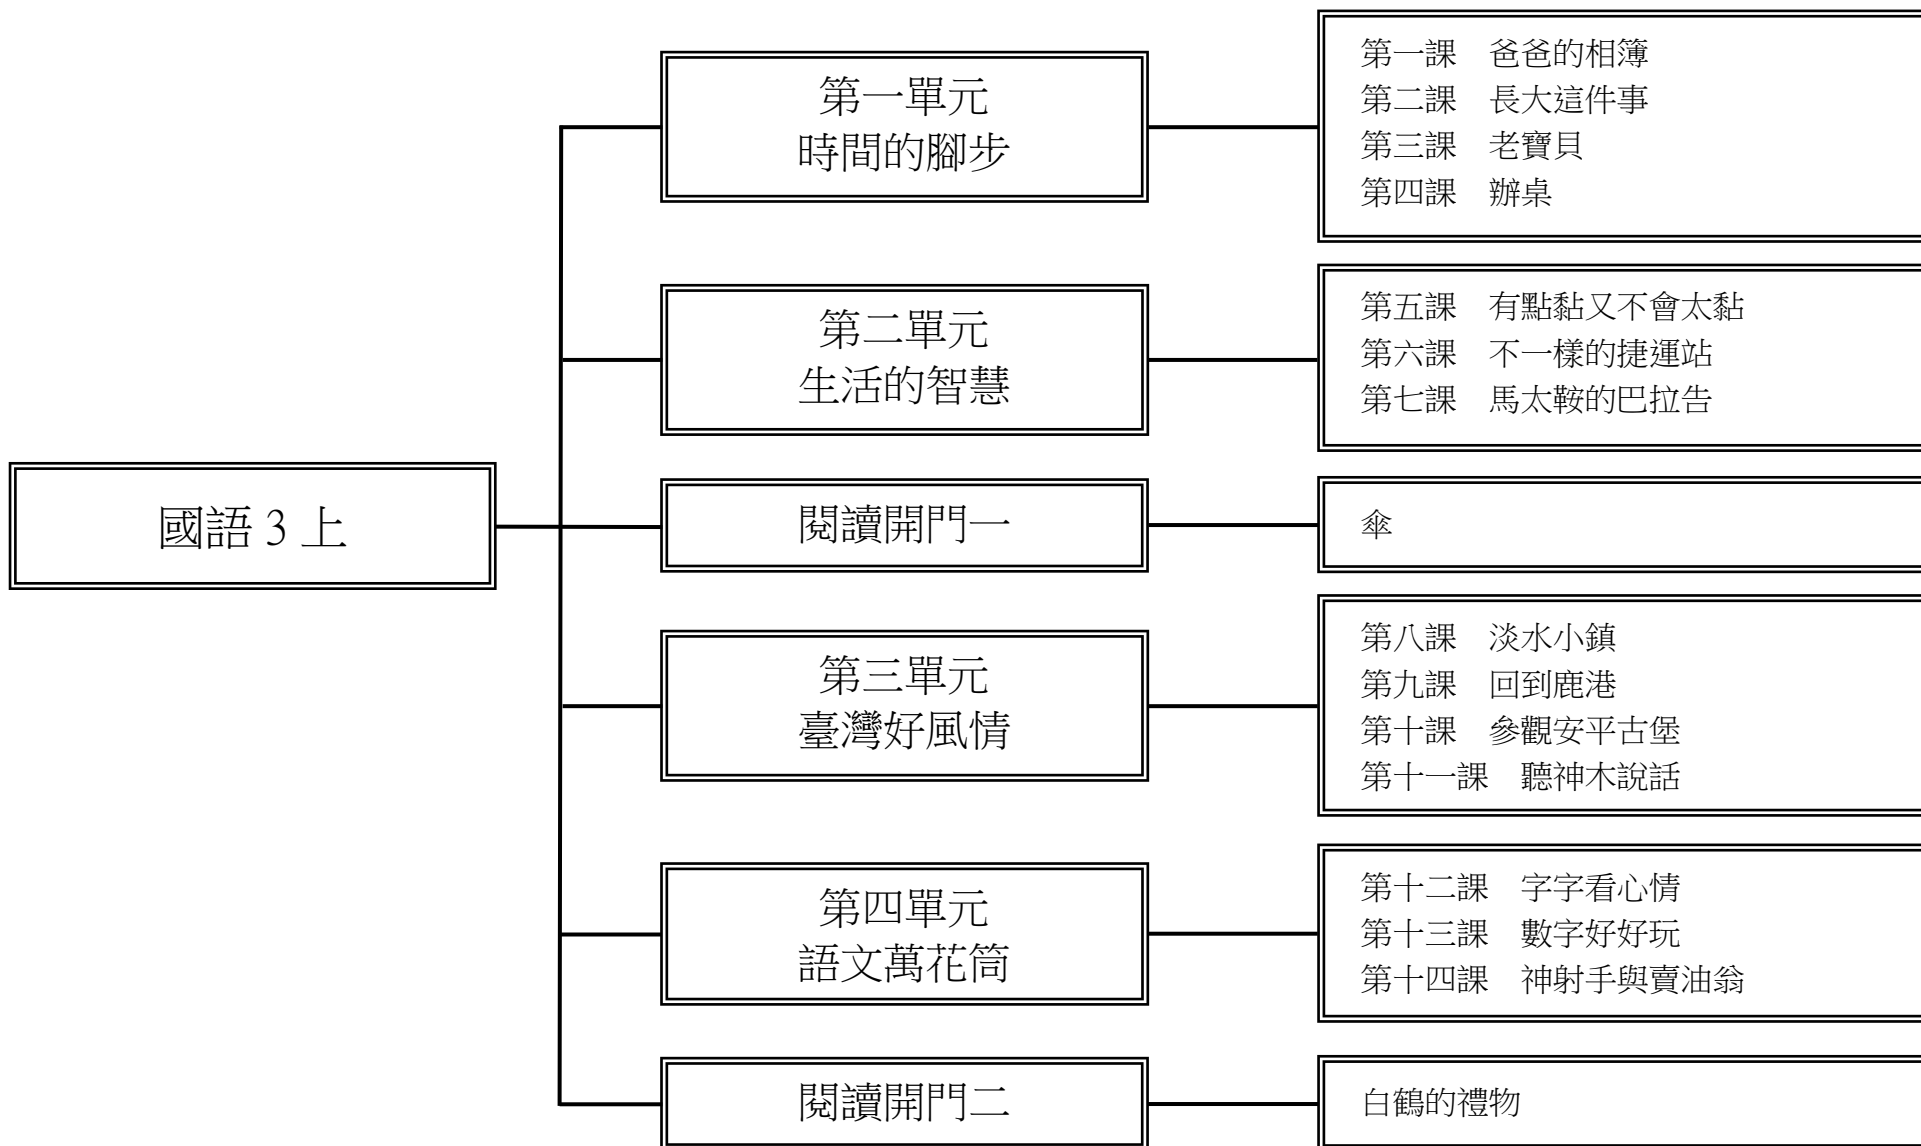 國語 3 上
第一單元
時間的腳步
第一課　爸爸的相簿
第二課　長大這件事
第三課　老寶貝
第四課　辦桌
第二單元
生活的智慧
第五課　有點黏又不會太黏
第六課　不一樣的捷運站
第七課　馬太鞍的巴拉告
閱讀開門一
傘
第三單元
臺灣好風情
第八課　淡水小鎮
第九課　回到鹿港
第十課　參觀安平古堡
第十一課　聽神木說話
第四單元
語文萬花筒
第十二課　字字看心情
第十三課　數字好好玩
第十四課　神射手與賣油翁
閱讀開門二
白鶴的禮物